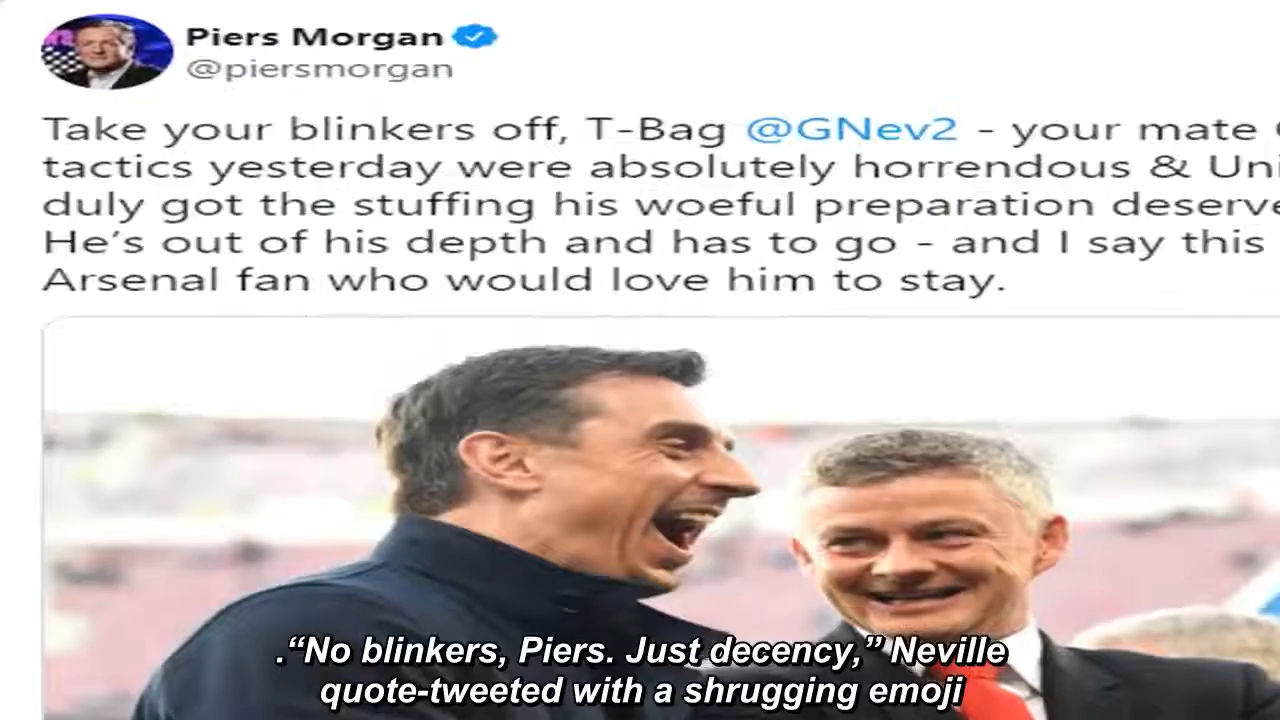 Piers Morgan
@piersmorgan
Take your blinkers off, T-Bag @GNev2 - your mate
tactics yesterday were absolutely horrendous & Uni
duly got the stuffing his woeful preparation deserve
He's out of his depth and has to go - and I say this
Arsenal fan who would love him to stay.
.“No blinkers, Piers. Just decency,” Neville
quote-tweeted with a shrugging emoji